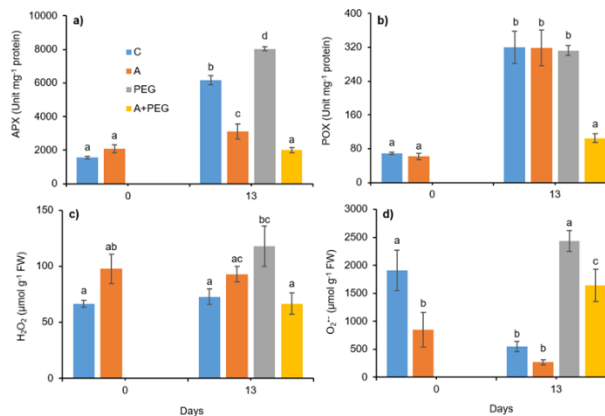 a)
APX (Unit mg⁻¹ protein)
10000
8000
6000
4000
2000
0
C
A
PEG
A+PEG
a a b c d a
0 13
b)
POX (Unit mg⁻¹ protein)
400
320
240
160
80
0
a a b b b a
0 13
c)
H₂O₂ (µmol g⁻¹ FW)
150
100
50
0
a ab a ac bc a
0 13
Days
d)
O₂•⁻ (µmol g⁻¹ FW)
3000
2500
2000
1500
1000
500
0
a b b b a c
0 13
Days